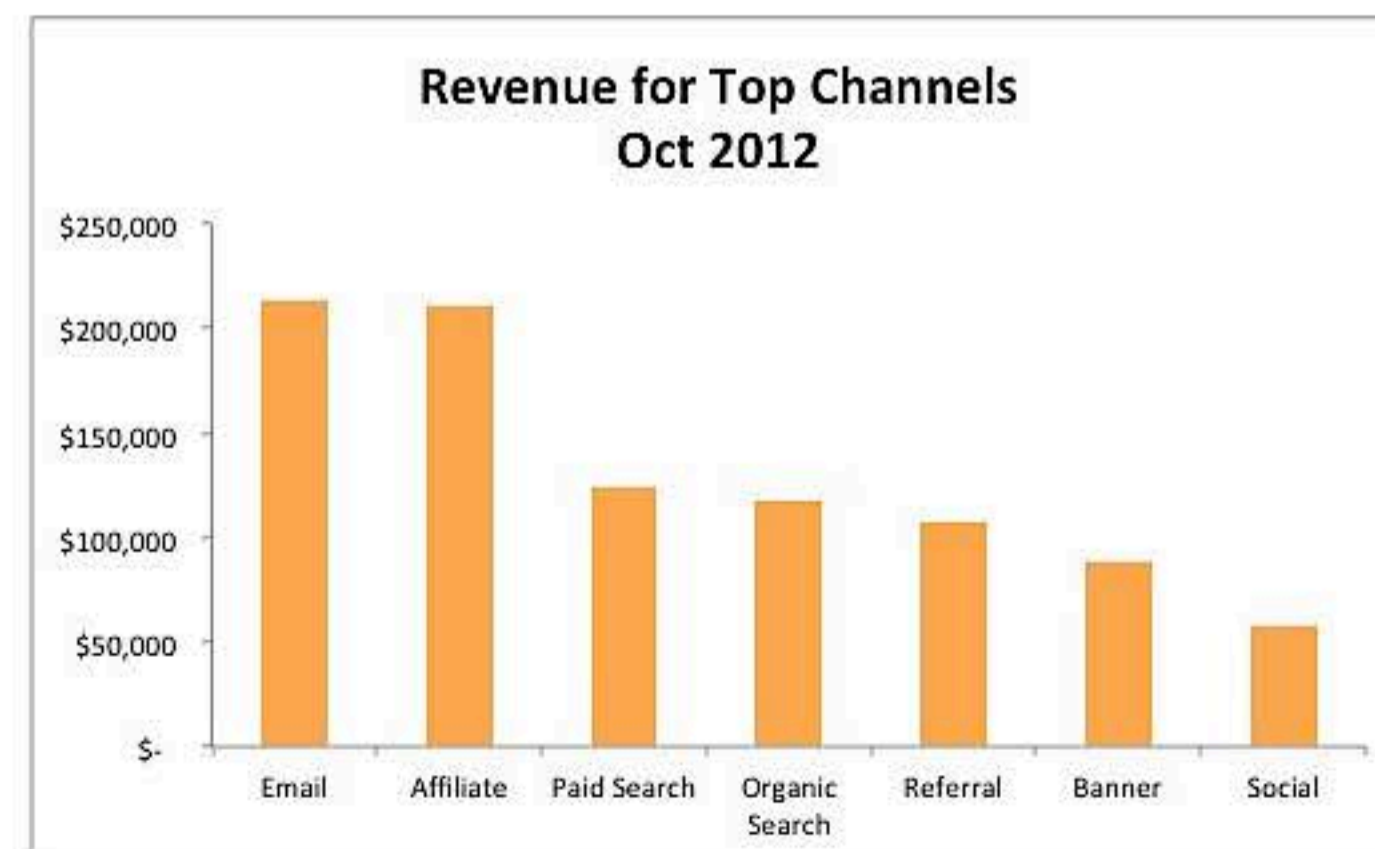 Revenue for Top Channels
Oct 2012
$250,000
$200,000
$150,000
$100,000
$50,000
$-
Email
Affiliate
Paid Search
Organic
Search
Referral
Banner
Social